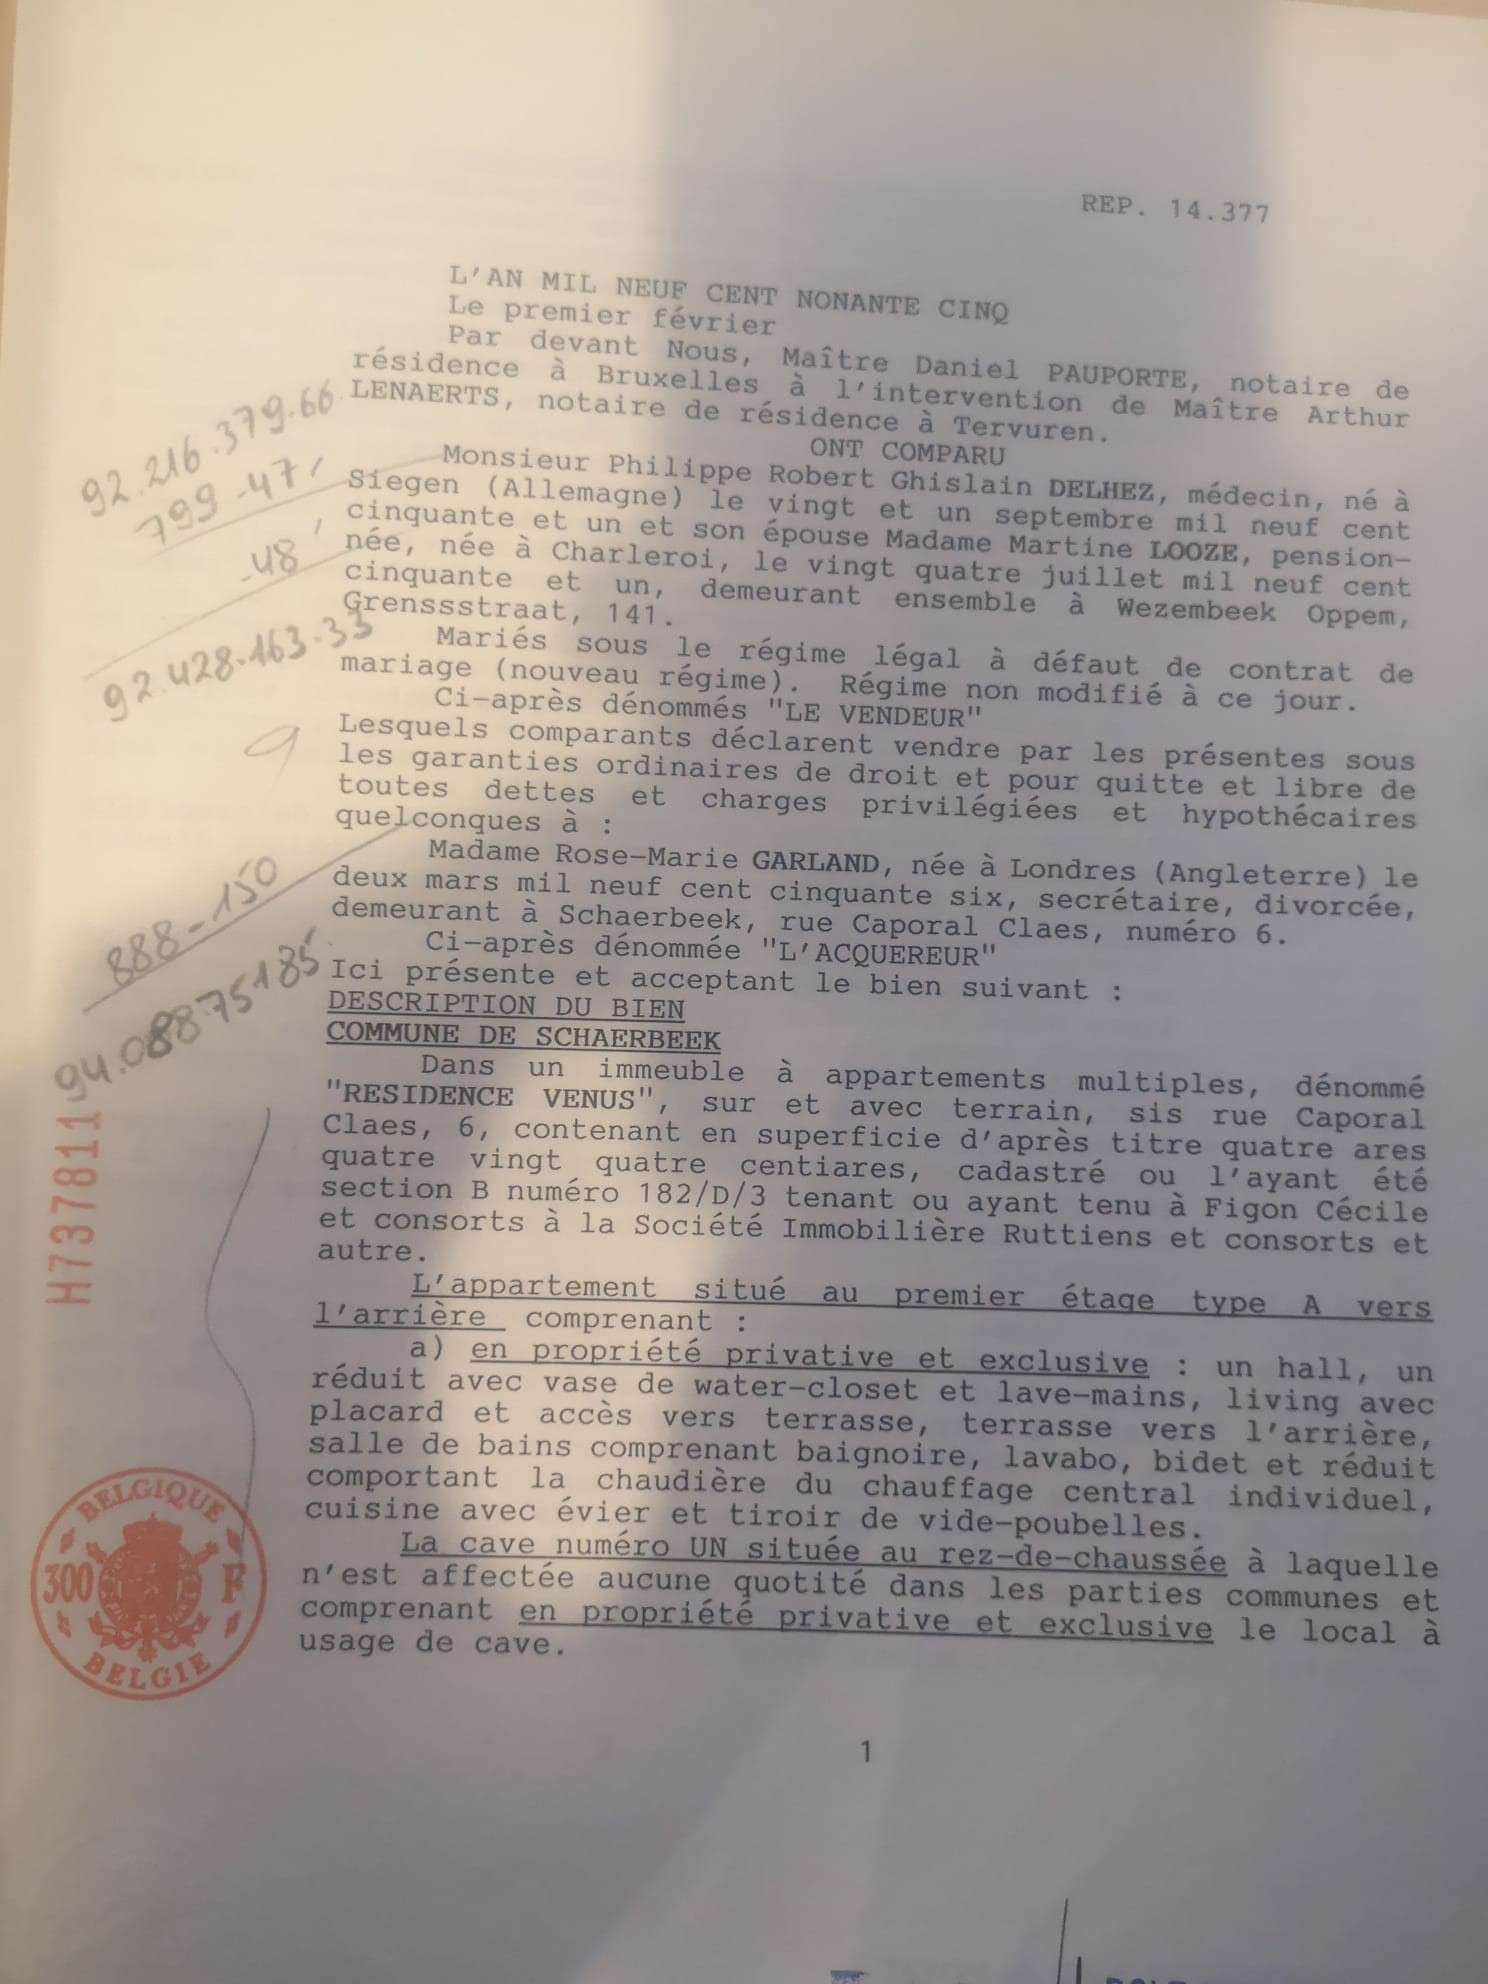 REP. 14.377
L'AN MIL NEUF CENT NONANTE CINQ
Le premier février
Par devant Nous, Maître Daniel PAUPORTE, notaire de
résidence à Bruxelles à l'intervention de Maître Arthur
LENAERTS, notaire de résidence à Tervuren.
ONT COMPARU
Monsieur Philippe Robert Ghislain DELHEZ, médecin, né à
Siegen (Allemagne) le vingt et un septembre mil neuf cent
cinquante et un et son épouse Madame Martine LOOZE, pension-
née, née à Charleroi, le vingt quatre juillet mil neuf cent
cinquante et un, demeurant ensemble à Wezembeek Oppem,
Grenssstraat, 141.
Mariés sous le régime légal à défaut de contrat de
mariage (nouveau régime). Régime non modifié à ce jour.
Ci-après dénommés "LE VENDEUR"
Lesquels comparants déclarent vendre par les présentes sous
les garanties ordinaires de droit et pour quitte et libre de
toutes dettes et charges privilégiées et hypothécaires
quelconques à :
Madame Rose-Marie GARLAND, née à Londres (Angleterre) le
deux mars mil neuf cent cinquante six, secrétaire, divorcée,
demeurant à Schaerbeek, rue Caporal Claes, numéro 6.
Ci-après dénommée "L'ACQUEREUR"
Ici présente et acceptant le bien suivant :
DESCRIPTION DU BIEN
COMMUNE DE SCHAERBEEK
Dans un immeuble à appartements multiples, dénommé
"RESIDENCE VENUS", sur et avec terrain, sis rue Caporal
Claes, 6, contenant en superficie d'après titre quatre ares
quatre vingt quatre centiares, cadastré ou l'ayant été
section B numéro 182/D/3 tenant ou ayant tenu à Figon Cécile
et consorts à la Société Immobilière Ruttiens et consorts et
autre.
L'appartement situé au premier étage type A vers
l'arrière comprenant :
a) en propriété privative et exclusive : un hall, un
réduit avec vase de water-closet et lave-mains, living avec
placard et accès vers terrasse, terrasse vers l'arrière,
salle de bains comprenant baignoire, lavabo, bidet et réduit
comportant la chaudière du chauffage central individuel,
cuisine avec évier et tiroir de vide-poubelles.
La cave numéro UN située au rez-de-chaussée à laquelle
n'est affectée aucune quotité dans les parties communes et
comprenant en propriété privative et exclusive le local à
usage de cave.
1
92.216.379.66
799-47
-48
92.428.163.33
888-150
94.088.75185
H737811
BELGIQUE
300 F
BELGIE